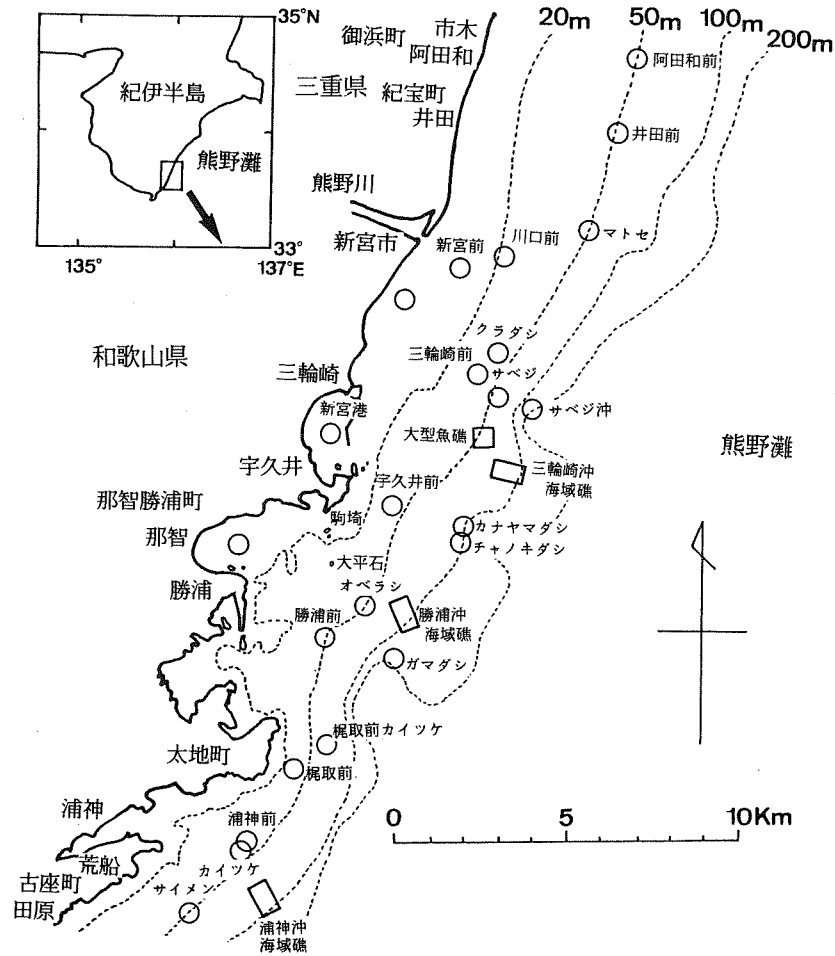 35°N
紀伊半島
熊野灘
33°
135°
137°E
20m
50m
100m
200m
市木
御浜町
阿田和
三重県
紀宝町
井田
熊野川
新宮市
新宮前
川口前
阿田和前
井田前
マトセ
和歌山県
クラダシ
三輪崎前
サベジ
サベジ沖
三輪崎
新宮港
大型魚礁
熊野灘
三輪崎沖
海域礁
宇久井
宇久井前
那智勝浦町
駒埼
カナヤマダシ
チャノキダシ
那智
大平石
オベラシ
勝浦
勝浦前
勝浦沖
海域礁
ガマダシ
梶取前カイツケ
太地町
梶取前
浦神
浦神前
0
5
10Km
荒船
カイツケ
古座町
サイメン
田原
浦神沖
海域礁